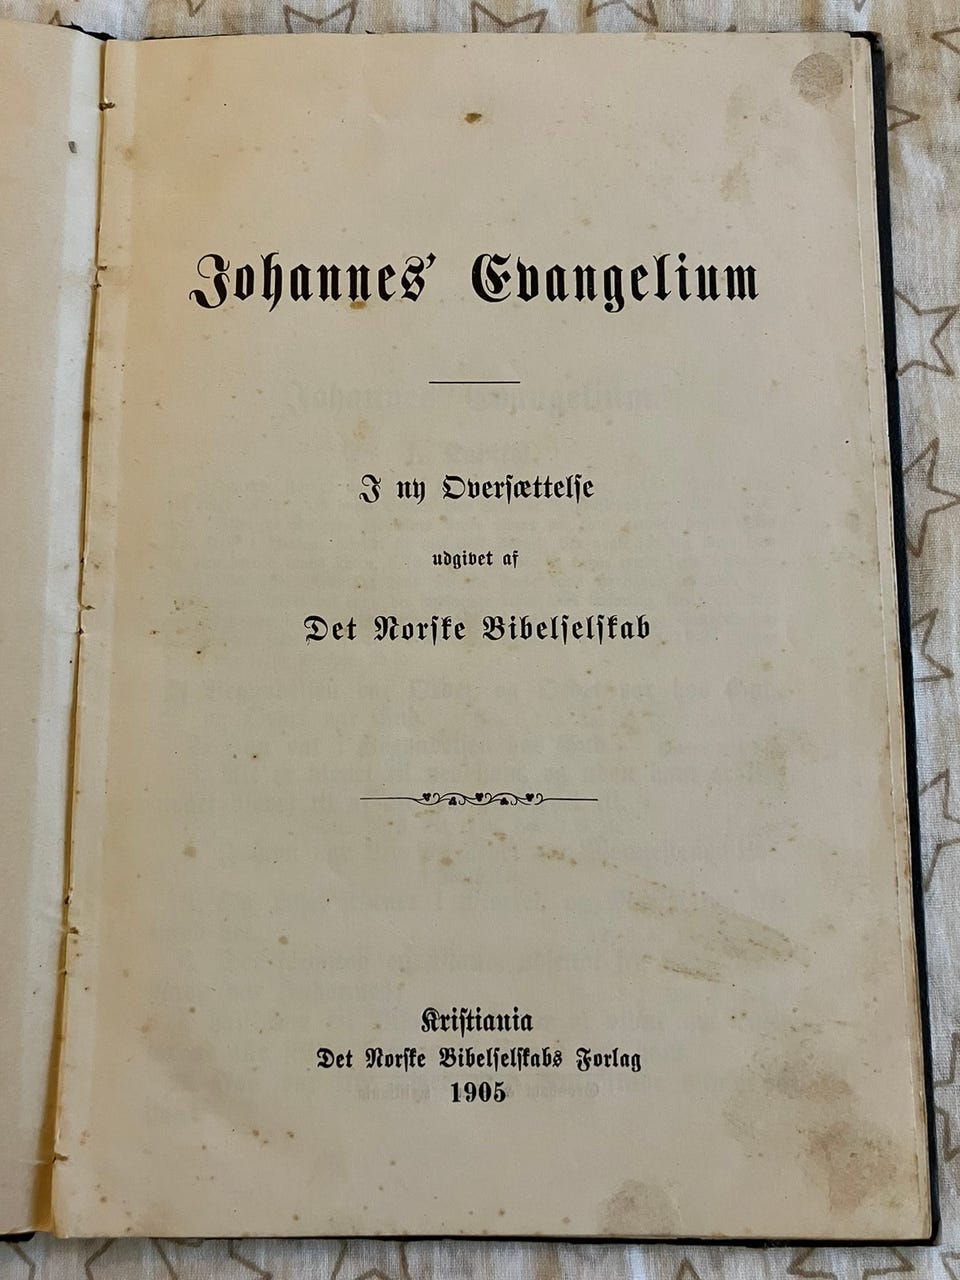 Johannes' Evangelium
I ny Oversættelse
udgivet af
Det Norske Bibelselskab
Kristiania
Det Norske Bibelselskabs Forlag
1905